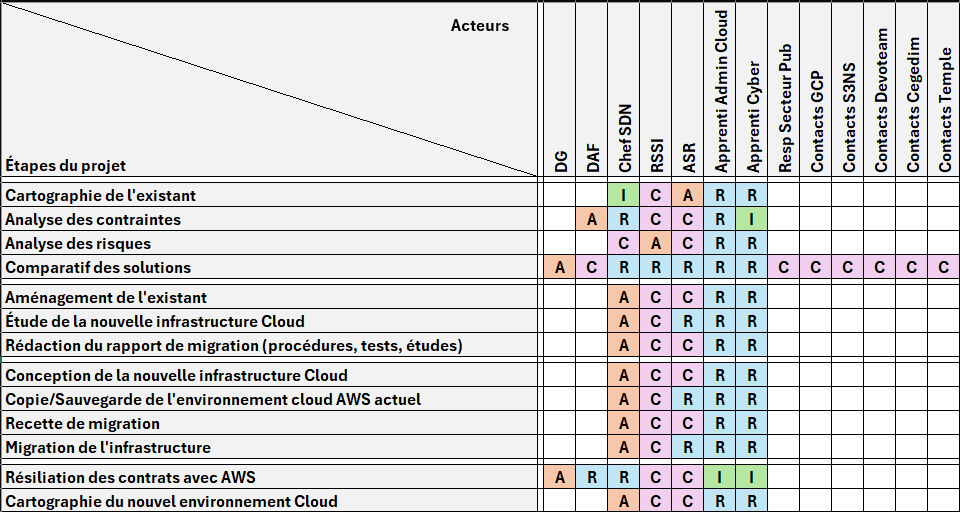 Acteurs
Étapes du projet
DG
DAF
Chef SDN
RSSI
ASR
Apprenti Admin Cloud
Apprenti Cyber
Resp Secteur Pub
Contacts GCP
Contacts S3NS
Contacts Devoteam
Contacts Cegedim
Contacts Temple
Cartographie de l'existant I C A R R
Analyse des contraintes A R C C R I
Analyse des risques C A C R R
Comparatif des solutions A C R R R R R C C C C C C
Aménagement de l'existant A C C R R
Étude de la nouvelle infrastructure Cloud A C R R R
Rédaction du rapport de migration (procédures, tests, études) A C C R R
Conception de la nouvelle infrastructure Cloud A C C R R
Copie/Sauvegarde de l'environnement cloud AWS actuel A C R R R
Recette de migration A C C R R
Migration de l'infrastructure A C R R R
Résiliation des contrats avec AWS A R R C C I I
Cartographie du nouvel environnement Cloud A C C R R